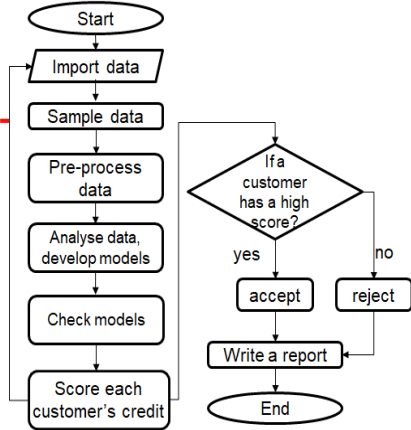 Start
Import data
Sample data
Pre-process
data
Analyse data,
develop models
Check models
Score each
customer's credit
If a
customer
has a high
score?
yes
no
accept
reject
Write a report
End